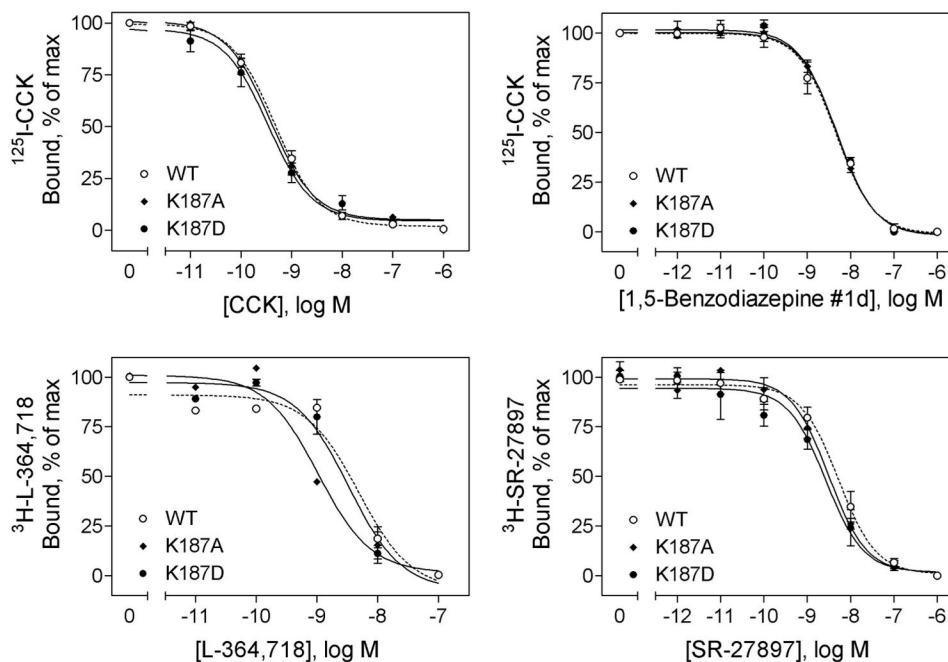 100
75
50
25
0
¹²⁵I-CCK
Bound, % of max
WT
K187A
K187D
0 -11 -10 -9 -8 -7 -6
[CCK], log M
100
75
50
25
0
¹²⁵I-CCK
Bound, % of max
WT
K187A
K187D
0 -12 -11 -10 -9 -8 -7 -6
[1,5-Benzodiazepine #1d], log M
100
75
50
25
0
³H-L-364,718
Bound, % of max
WT
K187A
K187D
0 -11 -10 -9 -8 -7
[L-364,718], log M
100
75
50
25
0
³H-SR-27897
Bound, % of max
WT
K187A
K187D
0 -12 -11 -10 -9 -8 -7 -6
[SR-27897], log M